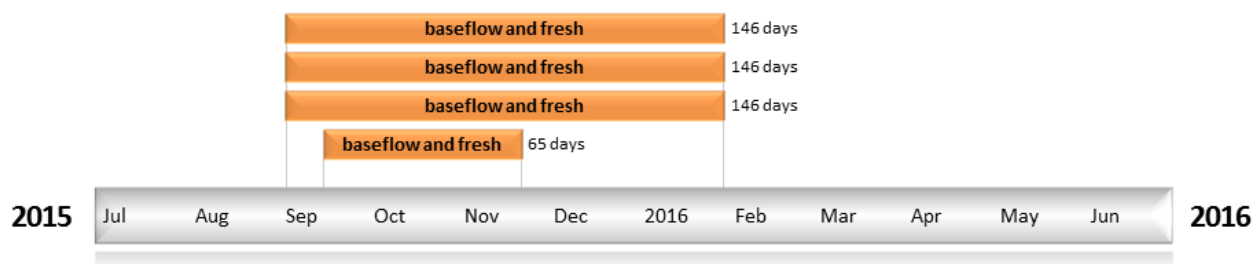 baseflow and fresh 146 days
baseflow and fresh 146 days
baseflow and fresh 146 days
baseflow and fresh 65 days
2015 Jul Aug Sep Oct Nov Dec 2016 Feb Mar Apr May Jun 2016